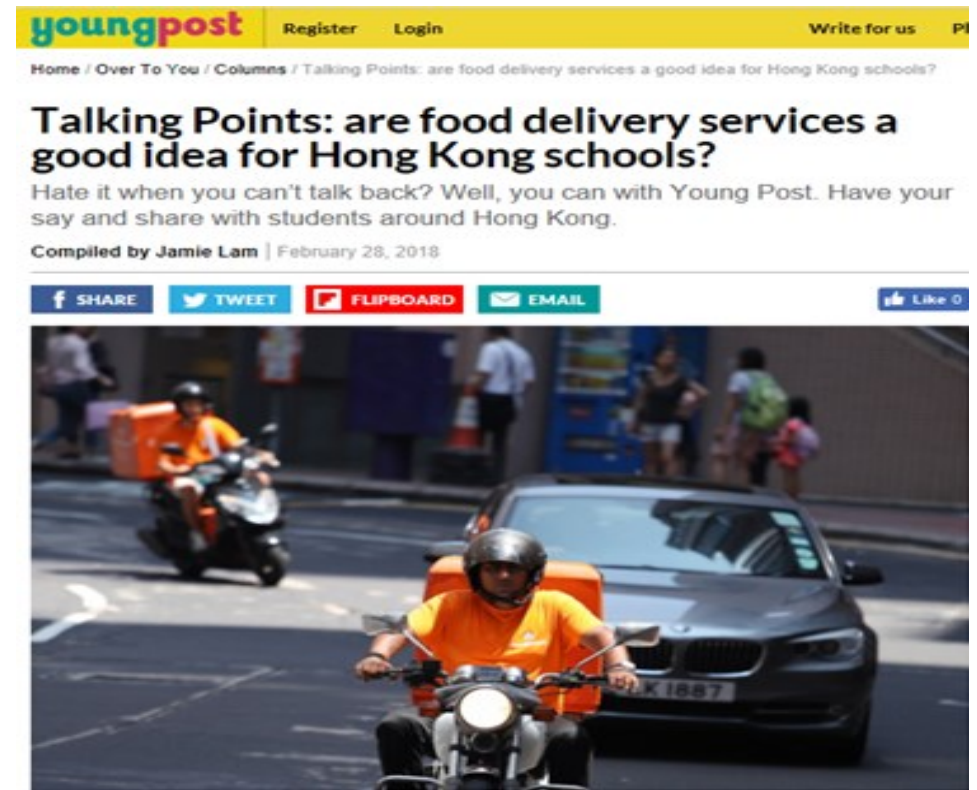 youngpost Register Login Write for us
Home / Over To You / Columns / Talking Points: are food delivery services a good idea for Hong Kong schools?
Talking Points: are food delivery services a
good idea for Hong Kong schools?
Hate it when you can't talk back? Well, you can with Young Post. Have your
say and share with students around Hong Kong.
Compiled by Jamie Lam | February 28, 2018
SHARE TWEET FLIPBOARD EMAIL Like 0
K 1887